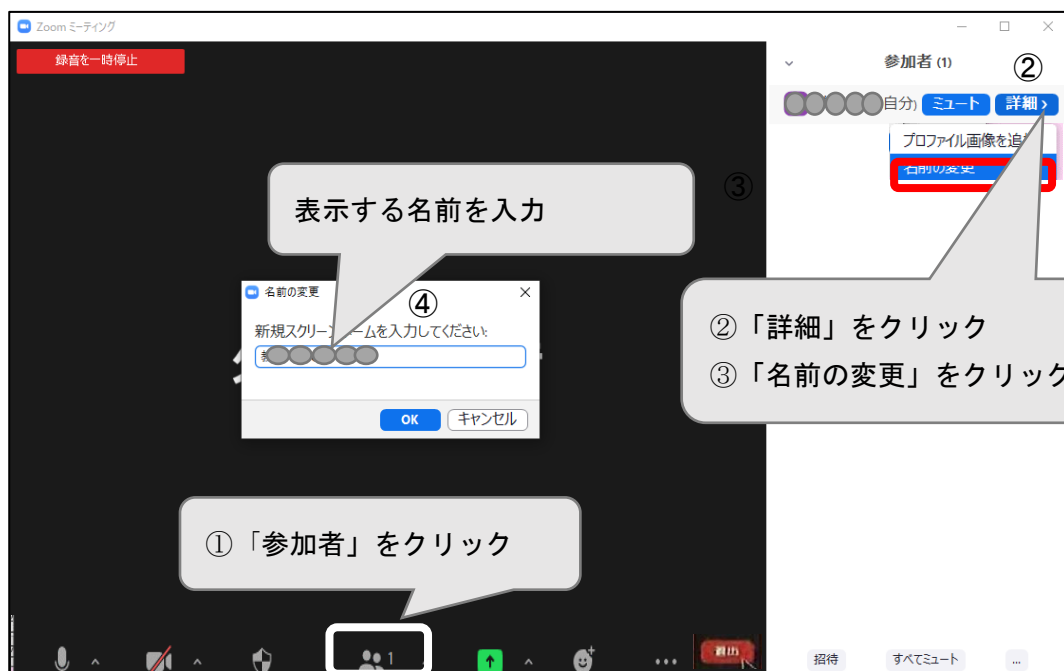 Zoom ミーティング
録音を一時停止
参加者 (1)
②
自分)
ミュート
詳細 ›
プロファイル画像を追
名前の変更
③
表示する名前を入力
名前の変更
④
新規スクリーン ームを入力してください:
OK
キャンセル
②「詳細」をクリック
③「名前の変更」をクリック
①「参加者」をクリック
1
退出
招待
すべてミュート
...